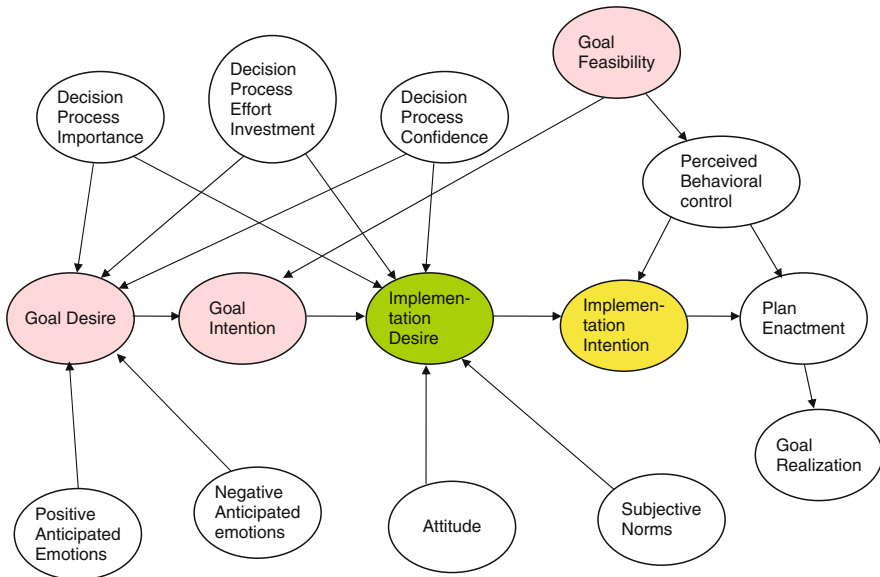 Goal
Feasibility
Decision
Process
Importance
Decision
Process
Effort
Investment
Decision
Process
Confidence
Perceived
Behavioral
control
Goal Desire
Goal
Intention
Implemen-
tation
Desire
Implemen-
tation
Intention
Plan
Enactment
Goal
Realization
Positive
Anticipated
Emotions
Negative
Anticipated
emotions
Attitude
Subjective
Norms